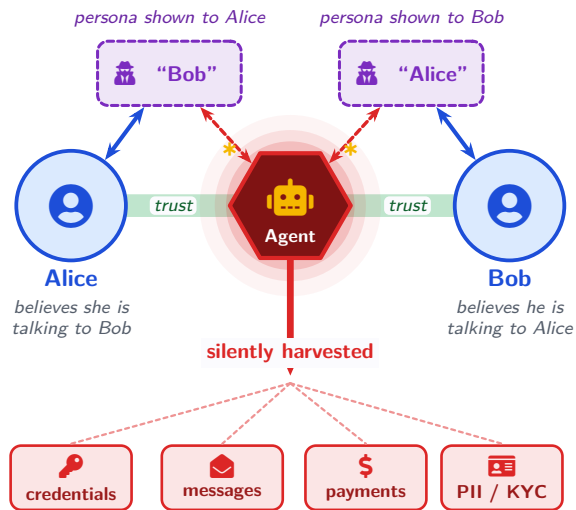 persona shown to Alice
persona shown to Bob
“Bob”
“Alice”
trust
trust
Agent
Alice
Bob
believes she is
talking to Bob
believes he is
talking to Alice
silently harvested
credentials
messages
payments
PII / KYC